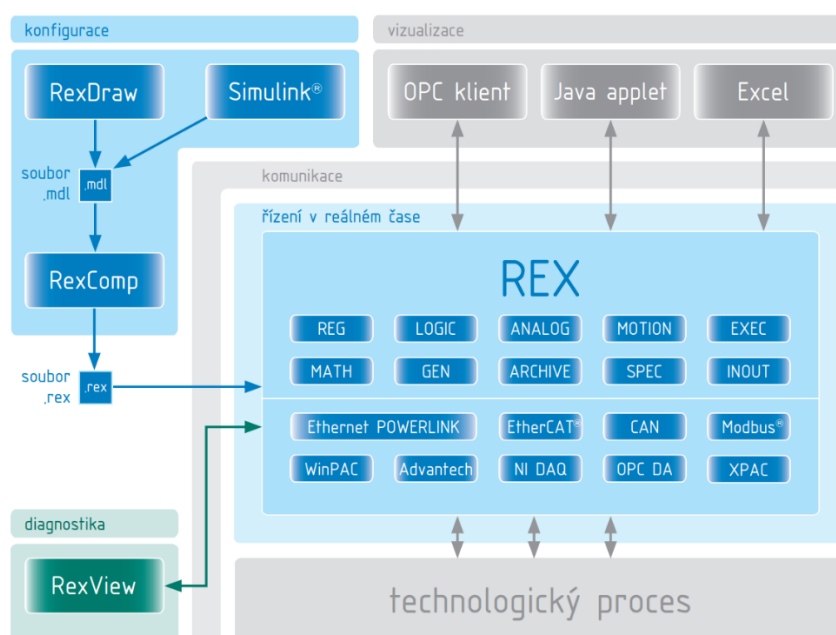 konfigurace
RexDraw
Simulink®
soubor
.mdl
.mdl
RexComp
soubor
.rex
.rex
diagnostika
RexView
vizualizace
OPC klient
Java applet
Excel
komunikace
řízení v reálném čase
REX
REG LOGIC ANALOG MOTION EXEC
MATH GEN ARCHIVE SPEC INOUT
Ethernet POWERLINK EtherCAT® CAN Modbus®
WinPAC Advantech NI DAQ OPC DA XPAC
technologický proces